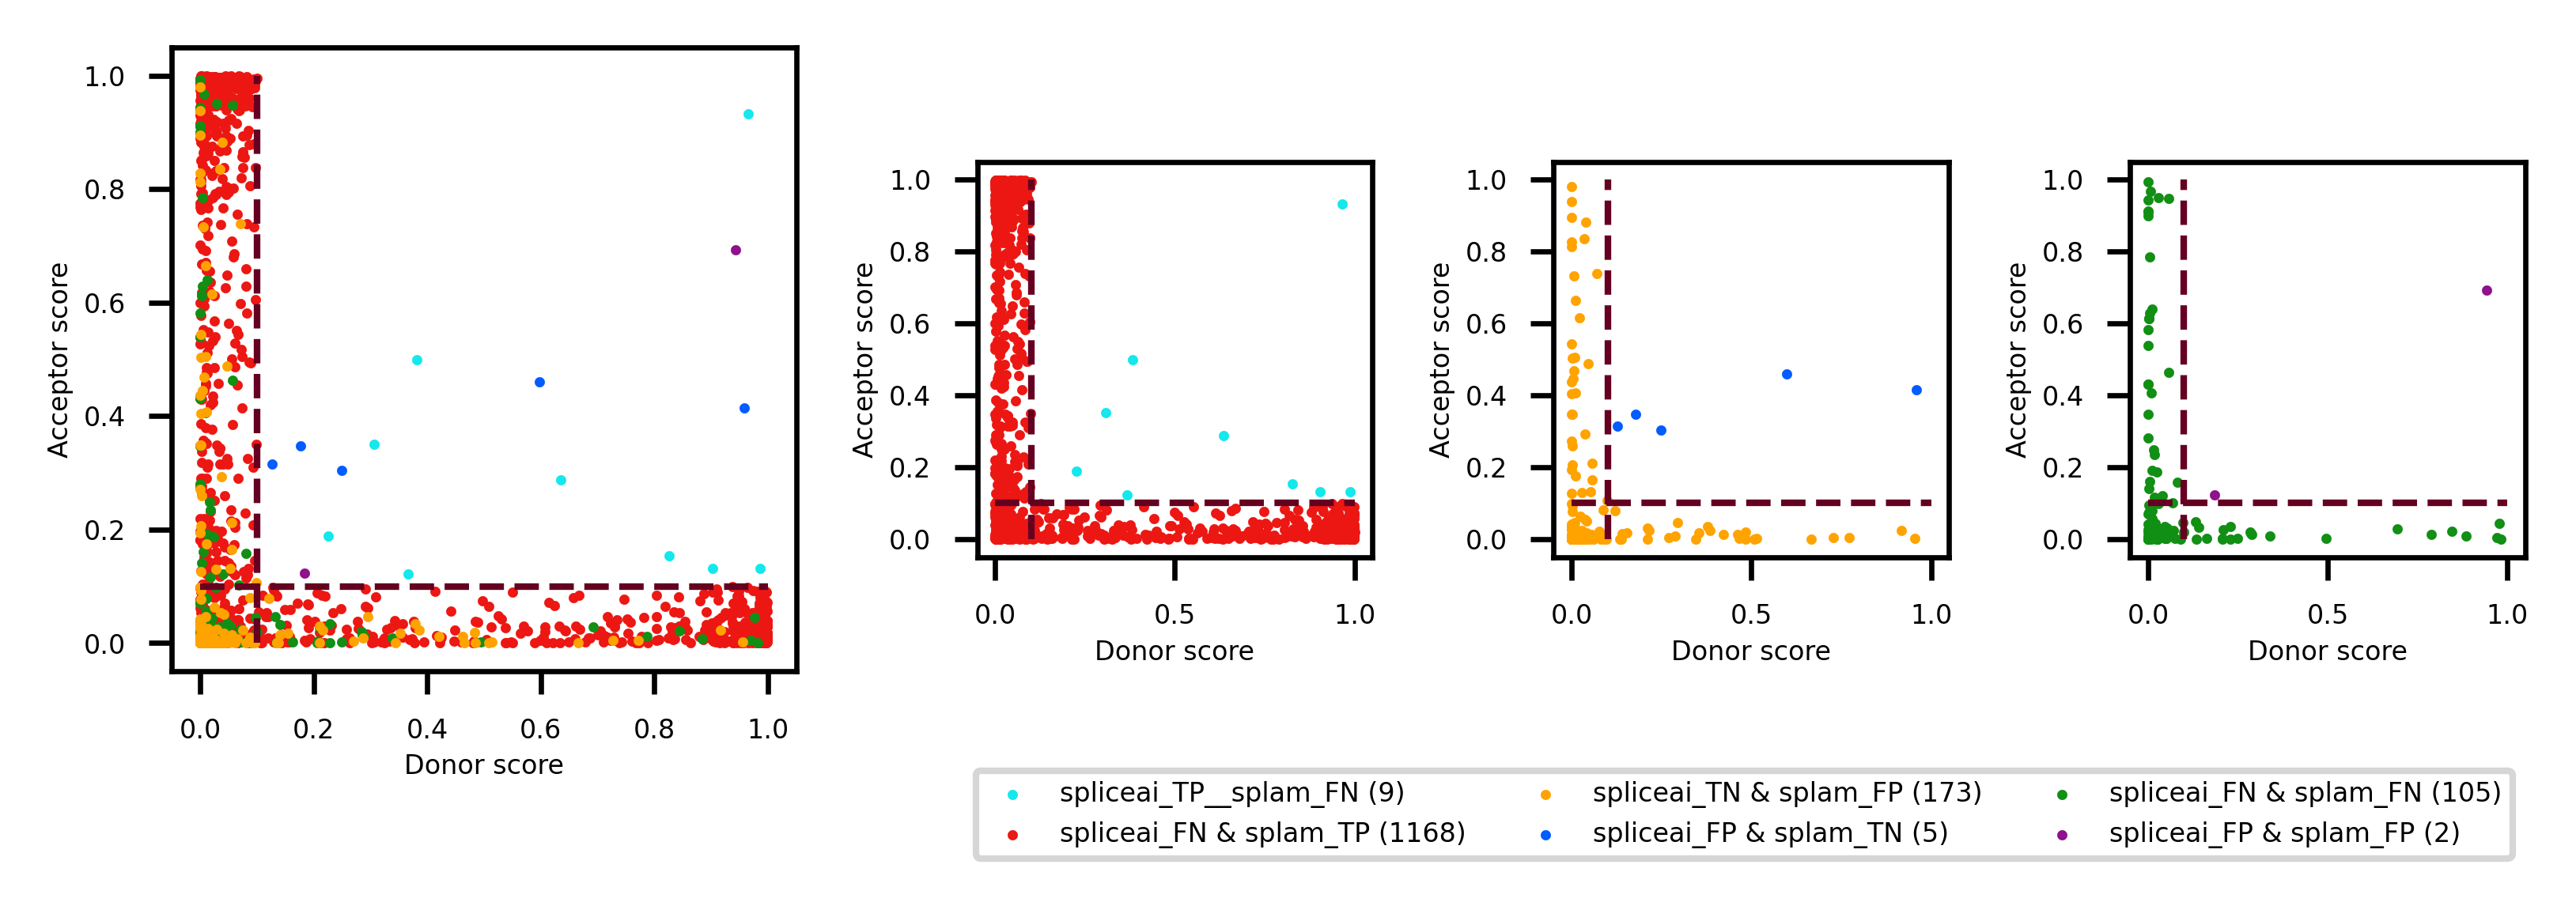 1.0
0.8
0.6
0.4
0.2
0.0
Acceptor score
0.0 0.2 0.4 0.6 0.8 1.0
Donor score
1.0
0.8
0.6
0.4
0.2
0.0
Acceptor score
0.0 0.5 1.0
Donor score
1.0
0.8
0.6
0.4
0.2
0.0
Acceptor score
0.0 0.5 1.0
Donor score
1.0
0.8
0.6
0.4
0.2
0.0
Acceptor score
0.0 0.5 1.0
Donor score
spliceai_TP__splam_FN (9)
spliceai_FN & splam_TP (1168)
spliceai_TN & splam_FP (173)
spliceai_FP & splam_TN (5)
spliceai_FN & splam_FN (105)
spliceai_FP & splam_FP (2)